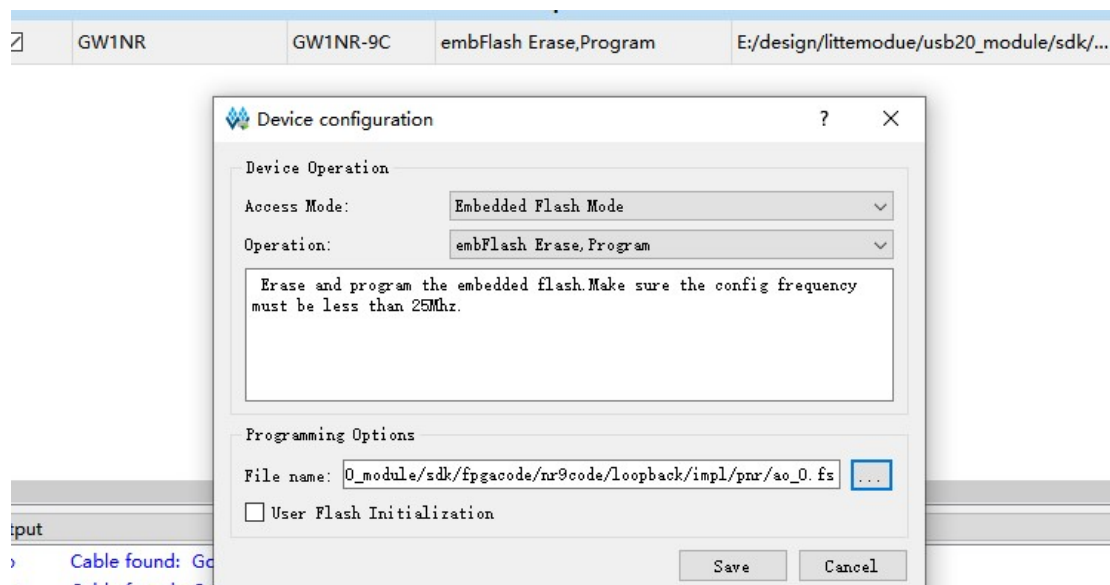 GW1NR GW1NR-9C embFlash Erase,Program E:/design/littemodue/usb20_module/sdk/...
Device configuration ?
Device Operation
Access Mode: Embedded Flash Mode
Operation: embFlash Erase,Program
Erase and program the embedded flash.Make sure the config frequency
must be less than 25Mhz.
Programming Options
File name: 0_module/sdk/fpgacode/nr9code/loopback/impl/pnr/ao_0.fs ...
User Flash Initialization
tput
Cable found: Go
Save Cancel